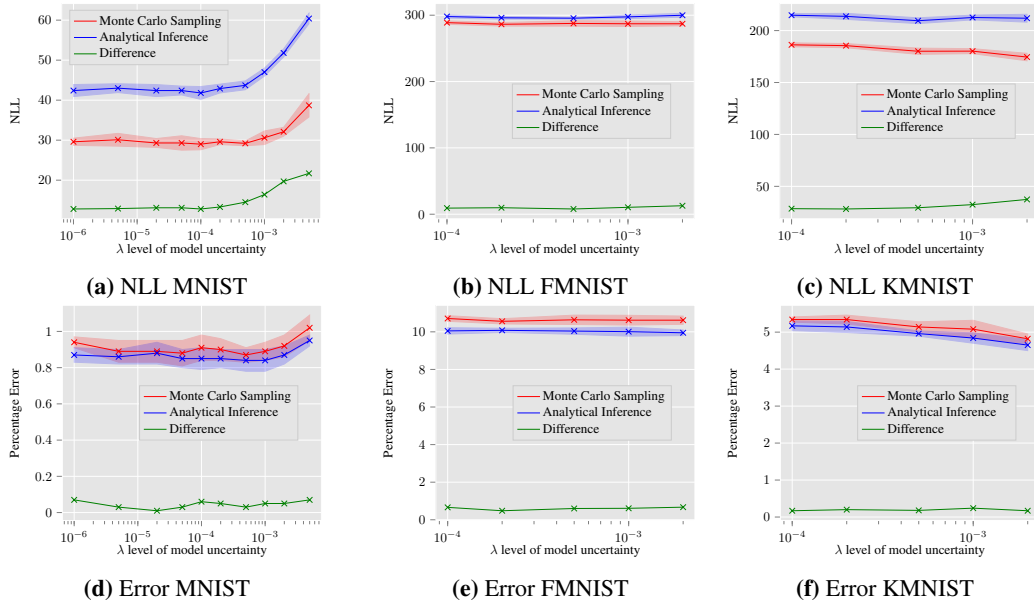 60
50
40
30
20
NLL
Monte Carlo Sampling
Analytical Inference
Difference
10−6 10−5 10−4 10−3
λ level of model uncertainty
(a) NLL MNIST
300
200
100
0
NLL
Monte Carlo Sampling
Analytical Inference
Difference
10−4 10−3
λ level of model uncertainty
(b) NLL FMNIST
200
150
100
50
NLL
Monte Carlo Sampling
Analytical Inference
Difference
10−4 10−3
λ level of model uncertainty
(c) NLL KMNIST
1
0.8
0.6
0.4
0.2
0
Percentage Error
Monte Carlo Sampling
Analytical Inference
Difference
10−6 10−5 10−4 10−3
λ level of model uncertainty
(d) Error MNIST
10
8
6
4
2
0
Percentage Error
Monte Carlo Sampling
Analytical Inference
Difference
10−4 10−3
λ level of model uncertainty
(e) Error FMNIST
5
4
3
2
1
0
Percentage Error
Monte Carlo Sampling
Analytical Inference
Difference
10−4 10−3
λ level of model uncertainty
(f) Error KMNIST